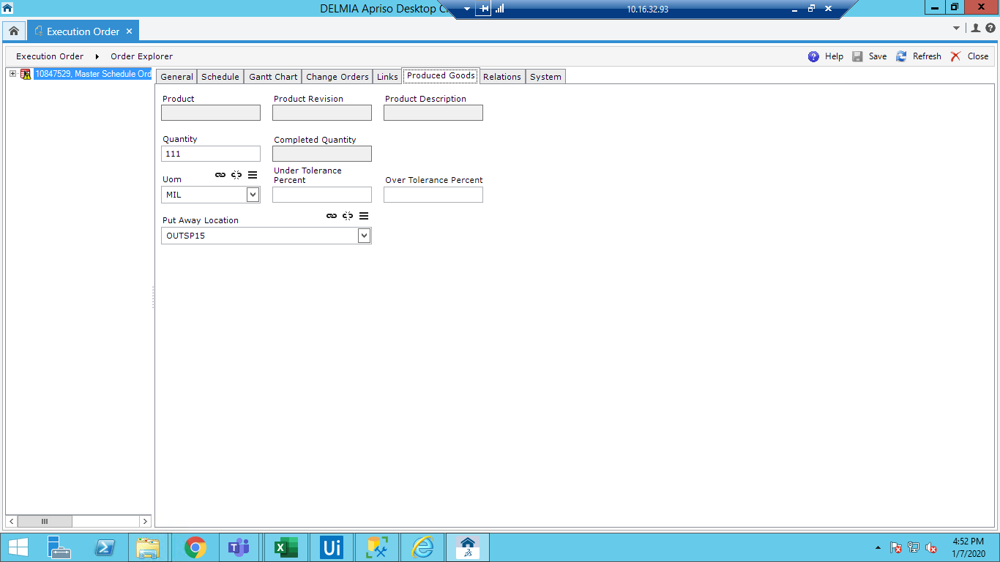 DELMIA Apriso Desktop C
10.16.32.93
Execution Order
Execution Order Order Explorer
Help Save Refresh Close
10847529, Master Schedule Ord
General Schedule Gantt Chart Change Orders Links Produced Goods Relations System
Product Product Revision Product Description
Quantity Completed Quantity
111
Uom Under Tolerance Percent Over Tolerance Percent
MIL
Put Away Location
OUTSP15
Ui
4:52 PM
1/7/2020